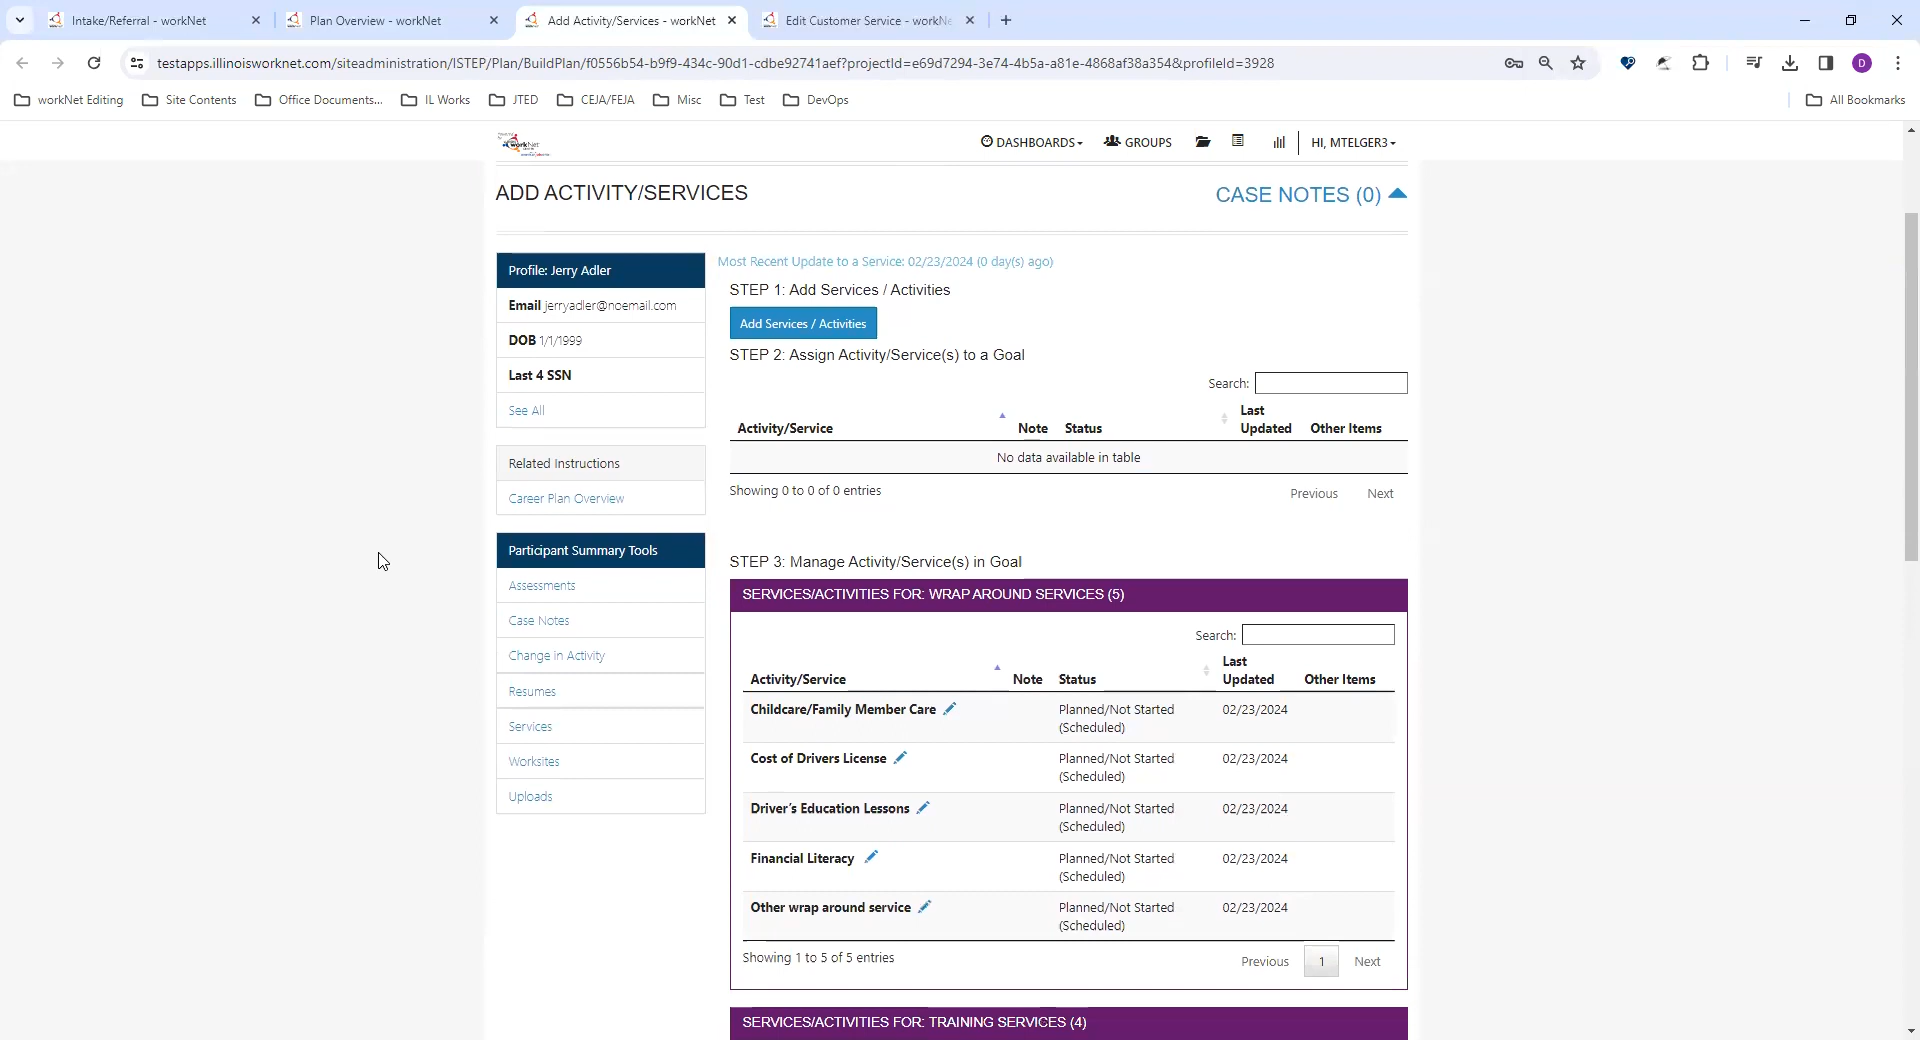 Intake/Referral - workNet
Plan Overview - workNet
Add Activity/Services - workNet
Edit Customer Service - workNe
testapps.illinoisworknet.com/siteadministration/ISTEP/Plan/BuildPlan/f0556b54-b9f9-434c-90d1-cdbe92741aef?projectId=e69d7294-3e74-4b5a-a81e-4868af38a354&profileId=3928
D
workNet Editing
Site Contents
Office Documents...
IL Works
JTED
CEJA/FEJA
Misc
Test
DevOps
All Bookmarks
workNet
DASHBOARDS
GROUPS
HI, MTELGER3
ADD ACTIVITY/SERVICES
CASE NOTES (0)
Profile: Jerry Adler
Email jerryadler@noemail.com
DOB 1/1/1999
Last 4 SSN
See All
Related Instructions
Career Plan Overview
Participant Summary Tools
Assessments
Case Notes
Change in Activity
Resumes
Services
Worksites
Uploads
Most Recent Update to a Service: 02/23/2024 (0 day(s) ago)
STEP 1: Add Services / Activities
Add Services / Activities
STEP 2: Assign Activity/Service(s) to a Goal
Search:
Activity/Service Note Status Last Updated Other Items
No data available in table
Showing 0 to 0 of 0 entries
Previous Next
STEP 3: Manage Activity/Service(s) in Goal
SERVICES/ACTIVITIES FOR: WRAP AROUND SERVICES (5)
Search:
Activity/Service Note Status Last Updated Other Items
Childcare/Family Member Care Planned/Not Started (Scheduled) 02/23/2024
Cost of Drivers License Planned/Not Started (Scheduled) 02/23/2024
Driver's Education Lessons Planned/Not Started (Scheduled) 02/23/2024
Financial Literacy Planned/Not Started (Scheduled) 02/23/2024
Other wrap around service Planned/Not Started (Scheduled) 02/23/2024
Showing 1 to 5 of 5 entries
Previous 1 Next
SERVICES/ACTIVITIES FOR: TRAINING SERVICES (4)